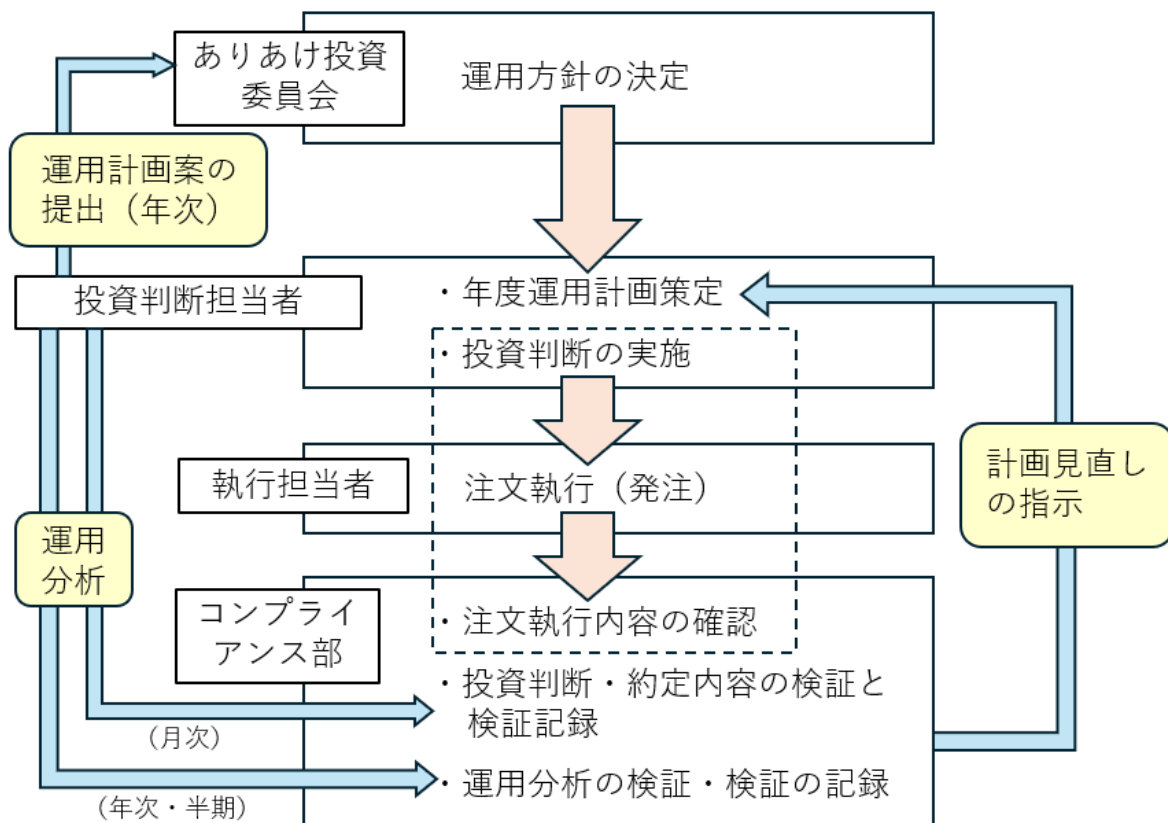 ありあけ投資
委員会
運用方針の決定
運用計画案の
提出（年次）
投資判断担当者
・年度運用計画策定
・投資判断の実施
執行担当者
注文執行（発注）
計画見直し
の指示
運用
分析
コンプライ
アンス部
・注文執行内容の確認
・投資判断・約定内容の検証と
検証記録
（月次）
・運用分析の検証・検証の記録
（年次・半期）